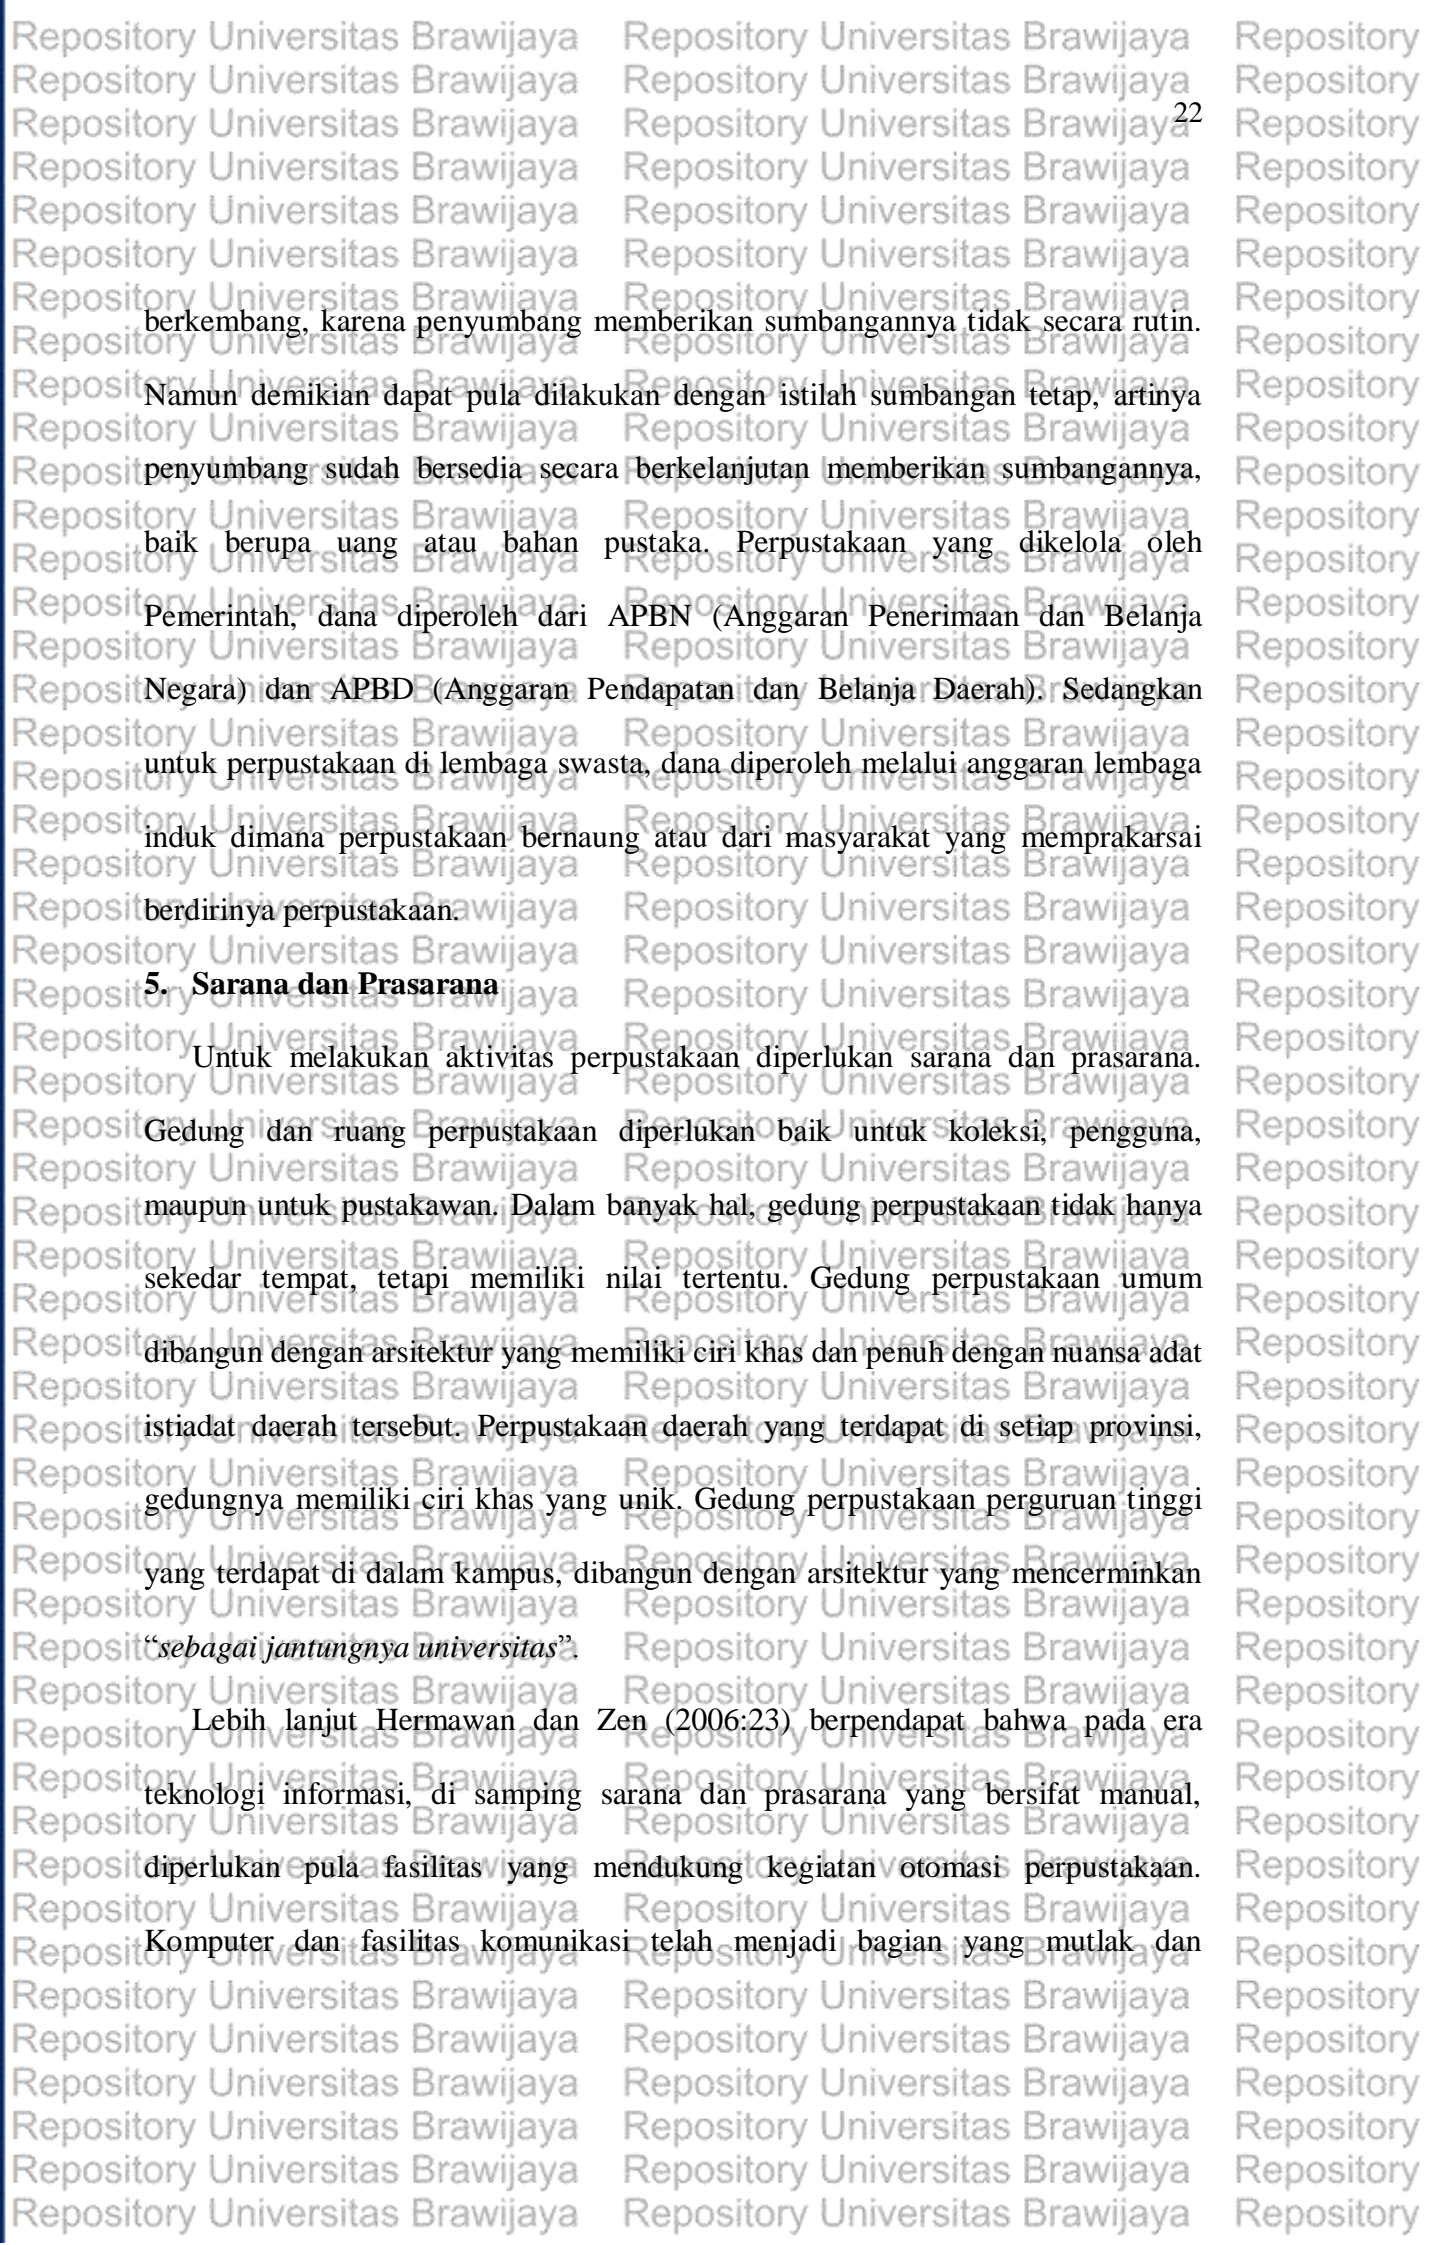 22
berkembang, karena penyumbang memberikan sumbangannya tidak secara rutin.
Namun demikian dapat pula dilakukan dengan istilah sumbangan tetap, artinya
penyumbang sudah bersedia secara berkelanjutan memberikan sumbangannya,
baik berupa uang atau bahan pustaka. Perpustakaan yang dikelola oleh
Pemerintah, dana diperoleh dari APBN (Anggaran Penerimaan dan Belanja
Negara) dan APBD (Anggaran Pendapatan dan Belanja Daerah). Sedangkan
untuk perpustakaan di lembaga swasta, dana diperoleh melalui anggaran lembaga
induk dimana perpustakaan bernaung atau dari masyarakat yang memprakarsai
berdirinya perpustakaan.
5. Sarana dan Prasarana
Untuk melakukan aktivitas perpustakaan diperlukan sarana dan prasarana.
Gedung dan ruang perpustakaan diperlukan baik untuk koleksi, pengguna,
maupun untuk pustakawan. Dalam banyak hal, gedung perpustakaan tidak hanya
sekedar tempat, tetapi memiliki nilai tertentu. Gedung perpustakaan umum
dibangun dengan arsitektur yang memiliki ciri khas dan penuh dengan nuansa adat
istiadat daerah tersebut. Perpustakaan daerah yang terdapat di setiap provinsi,
gedungnya memiliki ciri khas yang unik. Gedung perpustakaan perguruan tinggi
yang terdapat di dalam kampus, dibangun dengan arsitektur yang mencerminkan
“sebagai jantungnya universitas”.
Lebih lanjut Hermawan dan Zen (2006:23) berpendapat bahwa pada era
teknologi informasi, di samping sarana dan prasarana yang bersifat manual,
diperlukan pula fasilitas yang mendukung kegiatan otomasi perpustakaan.
Komputer dan fasilitas komunikasi telah menjadi bagian yang mutlak dan